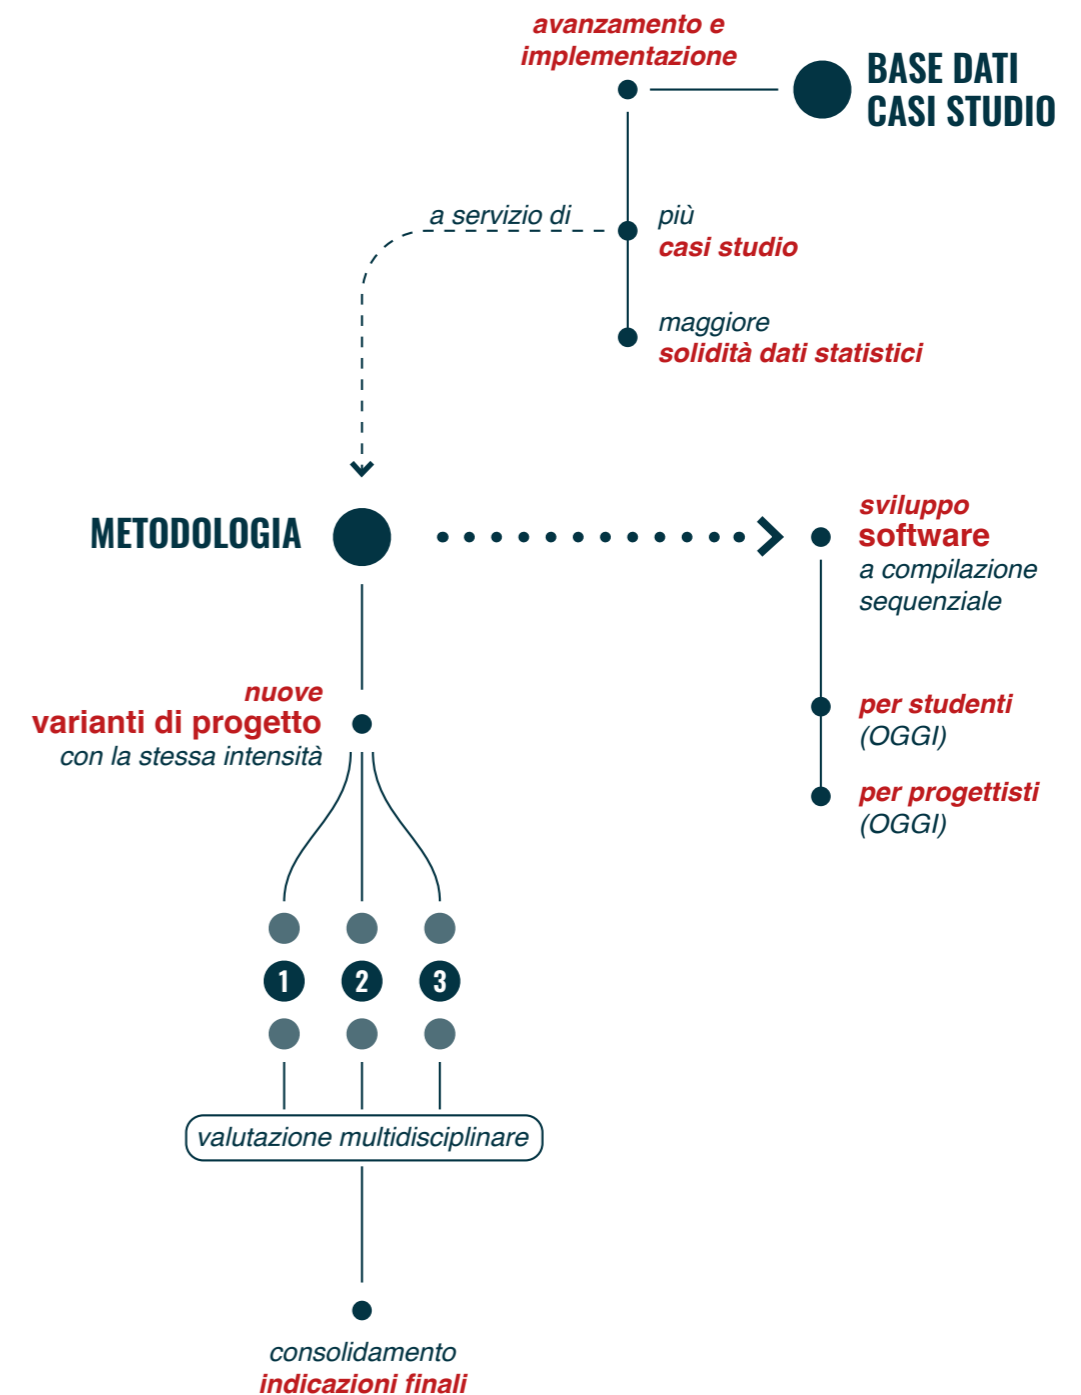 avanzamento e
implementazione
BASE DATI
CASI STUDIO
a servizio di
più
casi studio
maggiore
solidità dati statistici
METODOLOGIA
sviluppo
software
a compilazione
sequenziale
per studenti
(OGGI)
per progettisti
(OGGI)
nuove
varianti di progetto
con la stessa intensità
1 2 3
valutazione multidisciplinare
consolidamento
indicazioni finali